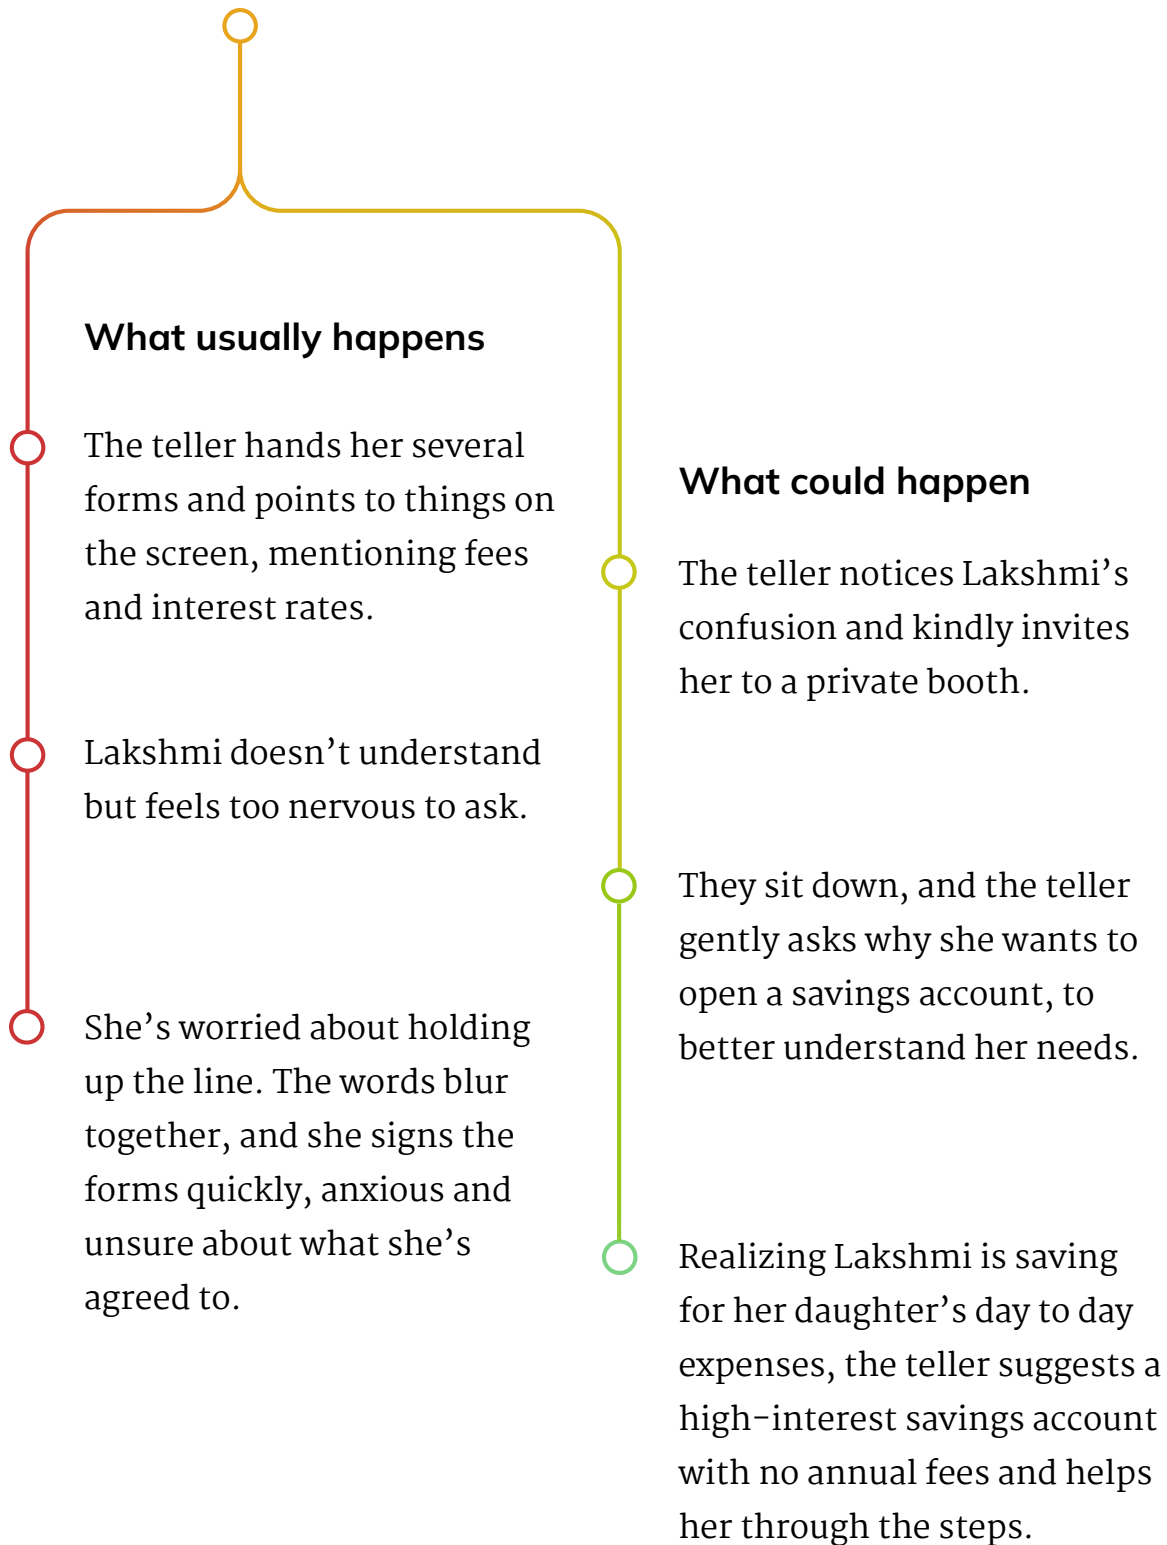 What usually happens
The teller hands her several
forms and points to things on
the screen, mentioning fees
and interest rates.
Lakshmi doesn’t understand
but feels too nervous to ask.
She’s worried about holding
up the line. The words blur
together, and she signs the
forms quickly, anxious and
unsure about what she’s
agreed to.
What could happen
The teller notices Lakshmi’s
confusion and kindly invites
her to a private booth.
They sit down, and the teller
gently asks why she wants to
open a savings account, to
better understand her needs.
Realizing Lakshmi is saving
for her daughter’s day to day
expenses, the teller suggests a
high-interest savings account
with no annual fees and helps
her through the steps.